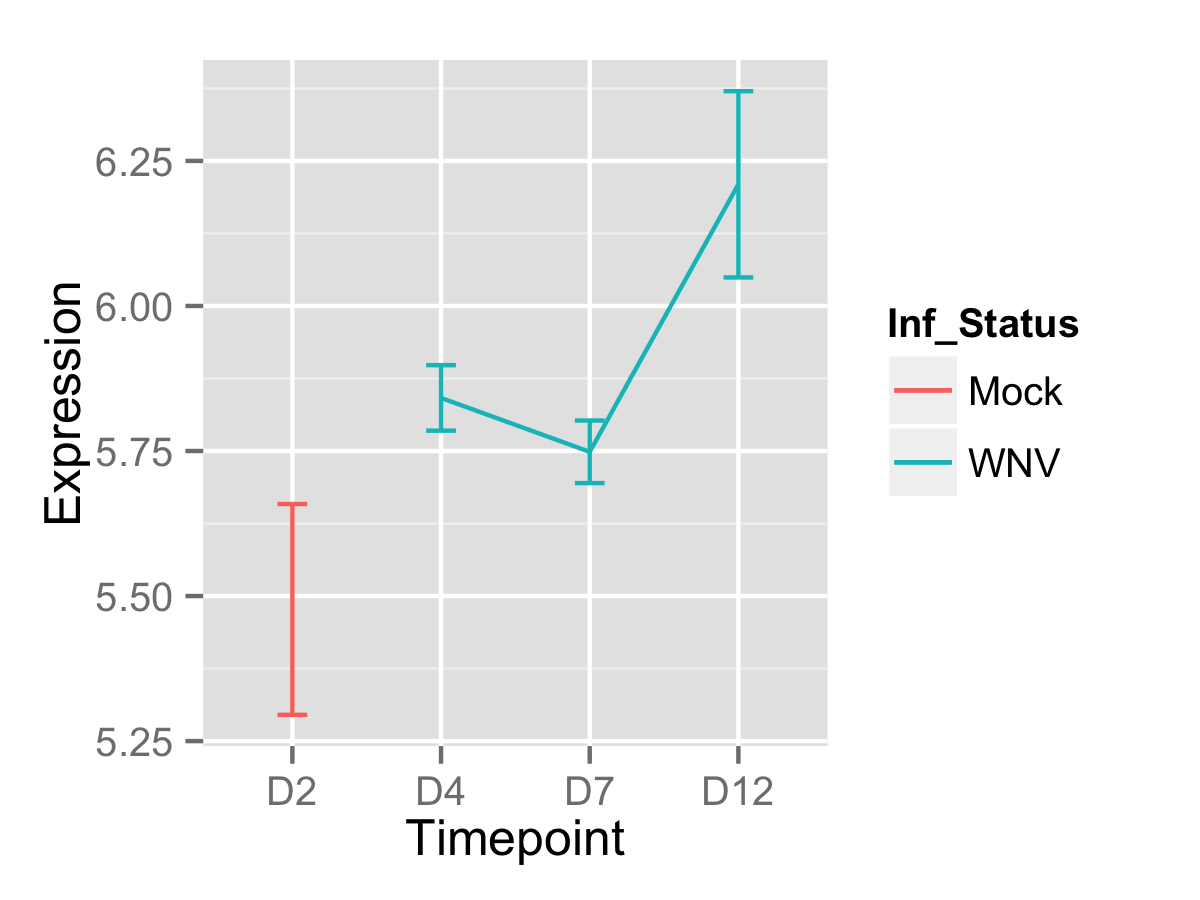 Expression
6.25
6.00
5.75
5.50
5.25
D2 D4 D7 D12
Timepoint
Inf_Status
Mock
WNV